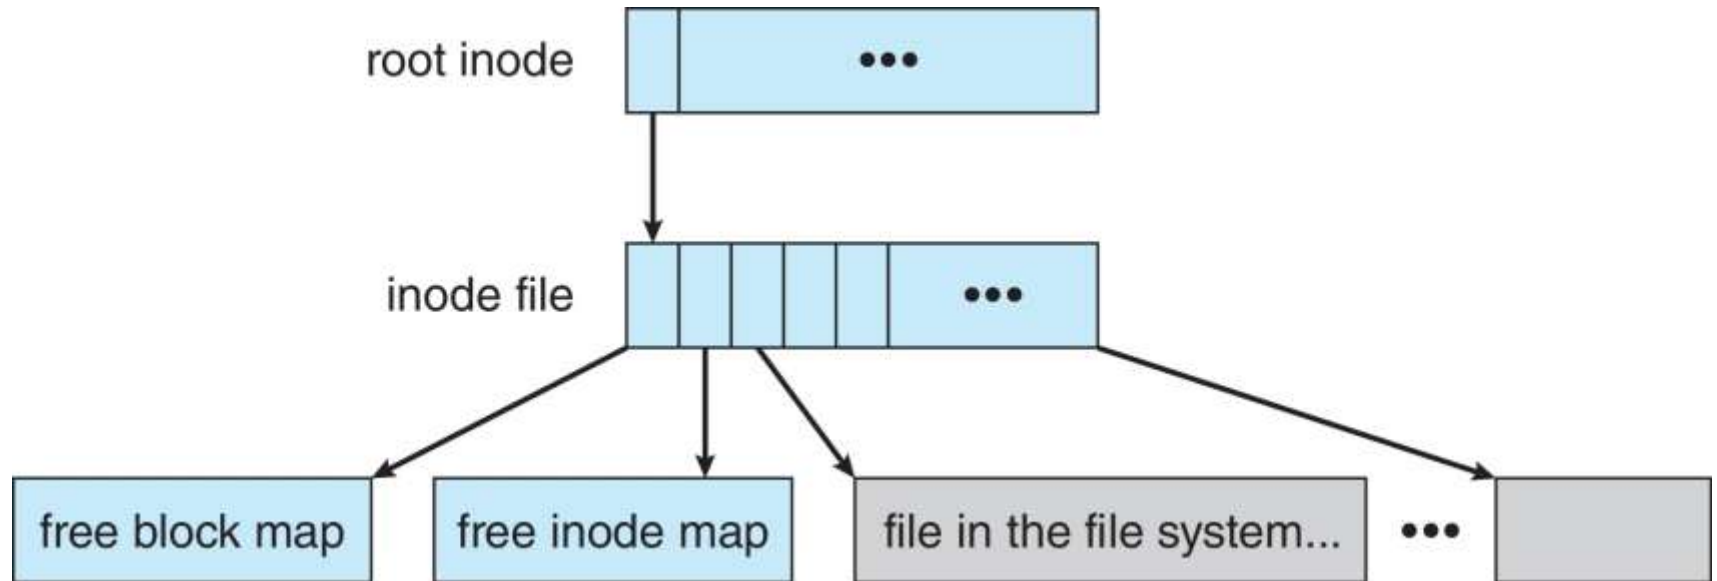 root inode
•••
inode file
•••
free block map
free inode map
file in the file system...
•••